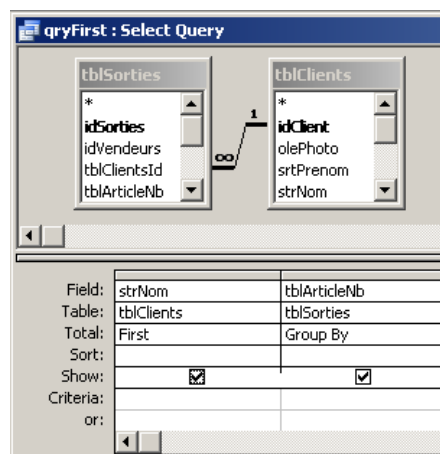 qryFirst : Select Query
tblSorties
*
idSorties
idVendeurs
tblClientsId
tblArticleNb
∞
1
tblClients
*
idClient
olePhoto
srtPrenom
strNom
Field: strNom tblArticleNb
Table: tblClients tblSorties
Total: First Group By
Sort:
Show:
Criteria:
or: